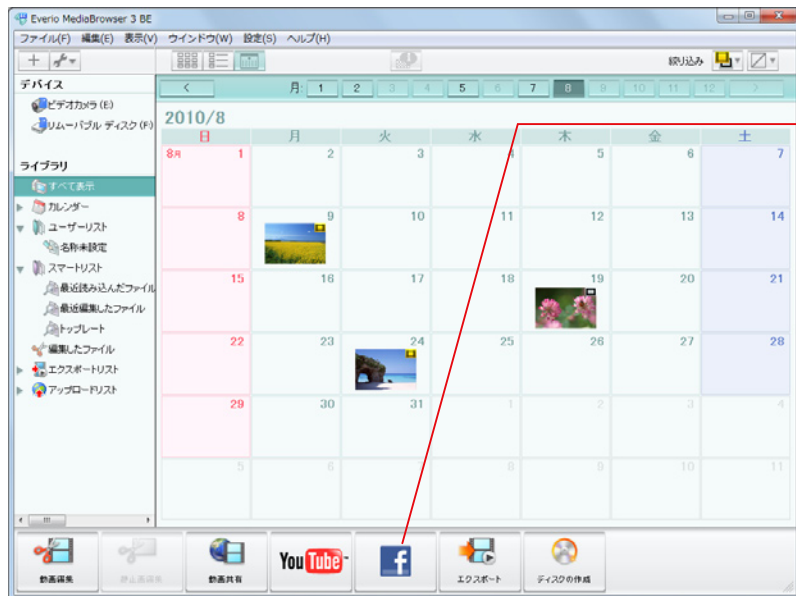 Everio MediaBrowser 3 BE
ファイル(F) 編集(E) 表示(V) ウインドウ(W) 設定(S) ヘルプ(H)
絞り込み
デバイス
ビデオカメラ (E)
リムーバブル ディスク (F)
ライブラリ
すべて表示
カレンダー
ユーザーリスト
名称未設定
スマートリスト
最近読み込んだファイル
最近編集したファイル
トップレート
編集したファイル
エクスポートリスト
アップロードリスト
月: 1 2 3 4 5 6 7 8 9 10 11 12
2010/8
日 月 火 水 木 金 土
8月 1 2 3 4 5 6 7
8 9 10 11 12 13 14
15 16 17 18 19 20 21
22 23 24 25 26 27 28
29 30 31 1 2 3 4
5 6 8 9 10 11
動画編集 静止画編集 動画共有 YouTube f エクスポート ディスクの作成